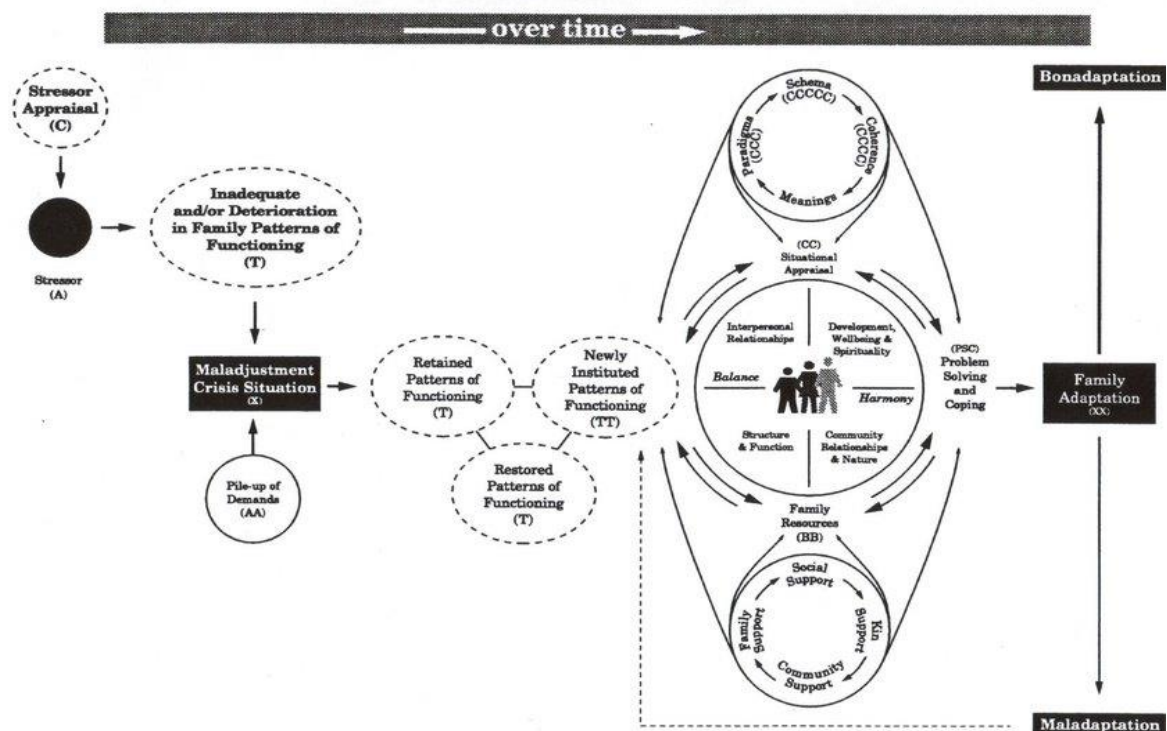 over time
Stressor
Appraisal
(C)
Stressor
(A)
Inadequate
and/or Deterioration
in Family Patterns of
Functioning
(T)
Maladjustment
Crisis Situation
(X)
Pile-up of
Demands
(AA)
Retained
Patterns of
Functioning
(T)
Newly
Instituted
Patterns of
Functioning
(TT)
Restored
Patterns of
Functioning
(T)
Schema
(CCCCC)
Coherence
(CCCC)
Meanings
Paradigms
(CCC)
(CC)
Situational
Appraisal
Interpersonal
Relationships
Development,
Wellbeing &
Spirituality
Balance
Harmony
Structure
& Function
Community
Relationships
& Nature
(PSC)
Problem
Solving
and
Coping
Family
Resources
(BB)
Social
Support
Kin
Support
Community
Support
Family
Support
Bonadaptation
Family
Adaptation
(XX)
Maladaptation